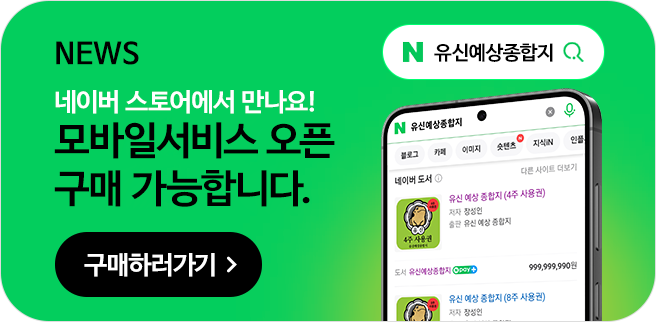 NEWS
네이버 스토어에서 만나요!
모바일서비스 오픈
구매 가능합니다.
구매하러가기
N 유신예상종합지
N 유신예상종합지
블로그 카페 이미지 숏텐츠 N 지식iN 인플
네이버 도서 다른 사이트 더보기
유신 예상 종합지 (4주 사용권)
저자 장성인
출판 유신 예상 종합지
4주 사용권
도서 유신예상종합지 pay+ 999,999,990원
유신 예상 종합지 (8주 사용권)
저자 장성인